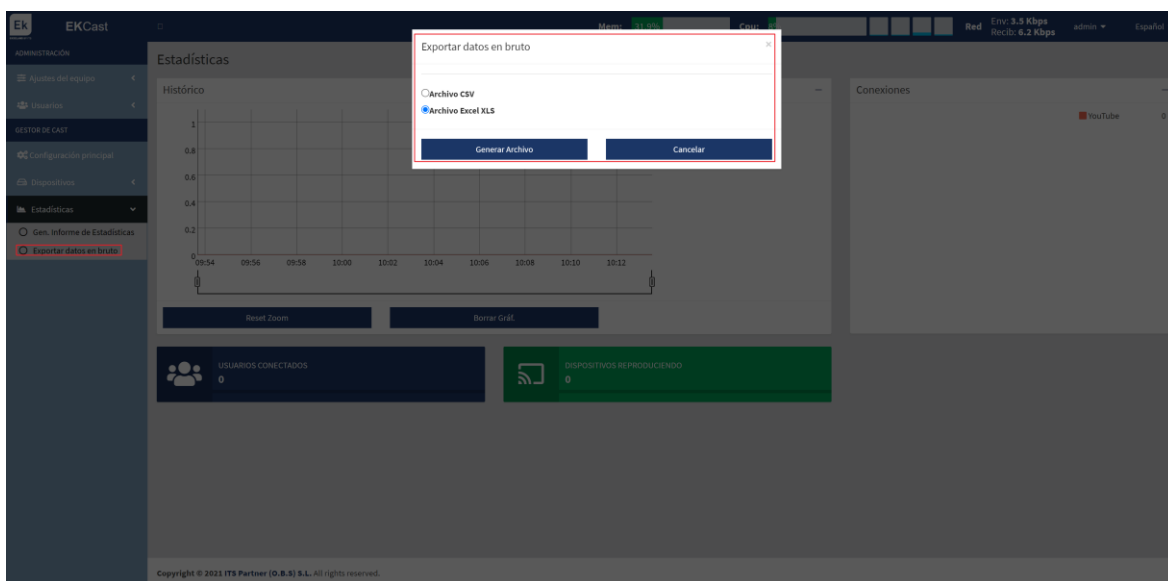 Ek
EKCast
Mem: 31.9%
Cpu:
Red
Env: 3.5 Kbps
Recib: 6.2 Kbps
admin
Español
ADMINISTRACIÓN
Ajustes del equipo
Usuarios
GESTOR DE CAST
Configuración principal
Dispositivos
Estadísticas
Gen. Informe de Estadísticas
Exportar datos en bruto
Estadísticas
Histórico
1
0.8
0.6
0.4
0.2
0
09:54 09:56 09:58 10:00 10:02 10:04 10:06 10:08 10:10 10:12
Reset Zoom
Borrar Gráf.
Exportar datos en bruto
×
Archivo CSV
Archivo Excel XLS
Generar Archivo
Cancelar
Conexiones
YouTube
0
USUARIOS CONECTADOS
0
DISPOSITIVOS REPRODUCIENDO
0
Copyright © 2021 ITS Partner (O.B.S) S.L. All rights reserved.